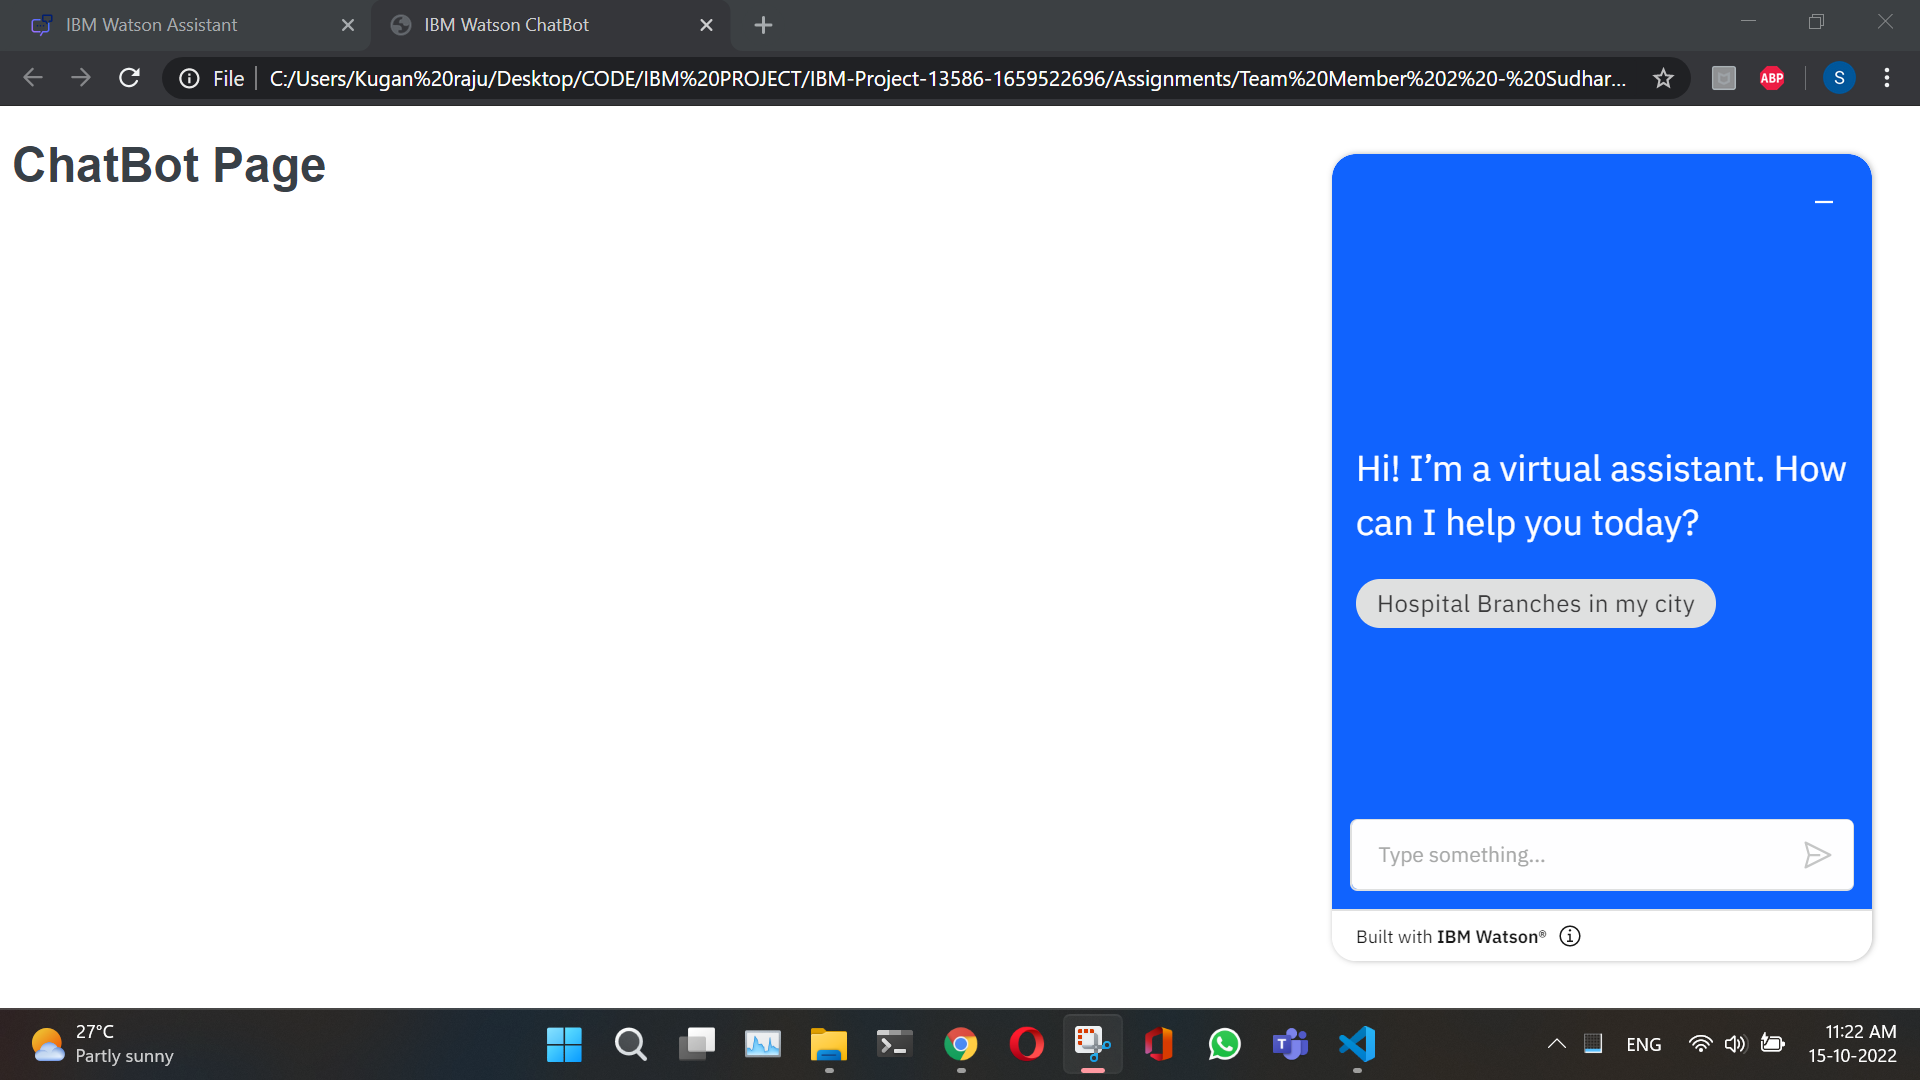 IBM Watson Assistant
IBM Watson ChatBot
File
C:/Users/Kugan%20raju/Desktop/CODE/IBM%20PROJECT/IBM-Project-13586-1659522696/Assignments/Team%20Member%202%20-%20Sudhar...
ABP
S
ChatBot Page
Hi! I’m a virtual assistant. How
can I help you today?
Hospital Branches in my city
Type something...
Built with IBM Watson®
27°C
Partly sunny
ENG
11:22 AM
15-10-2022